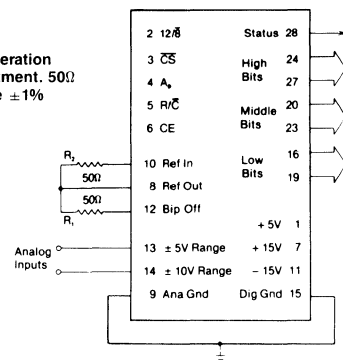 eration
ment. 50Ω
e ±1%
2 12/8̅
3 C̅S̅
4 A₀
5 R/C̅
6 CE
10 Ref In
8 Ref Out
12 Bip Off
13 ± 5V Range
14 ± 10V Range
9 Ana Gnd
Status 28
High 24
Bits 27
Middle 20
Bits 23
Low 16
Bits 19
+ 5V 1
+ 15V 7
− 15V 11
Dig Gnd 15
R₂
50Ω
50Ω
R₁
Analog
Inputs